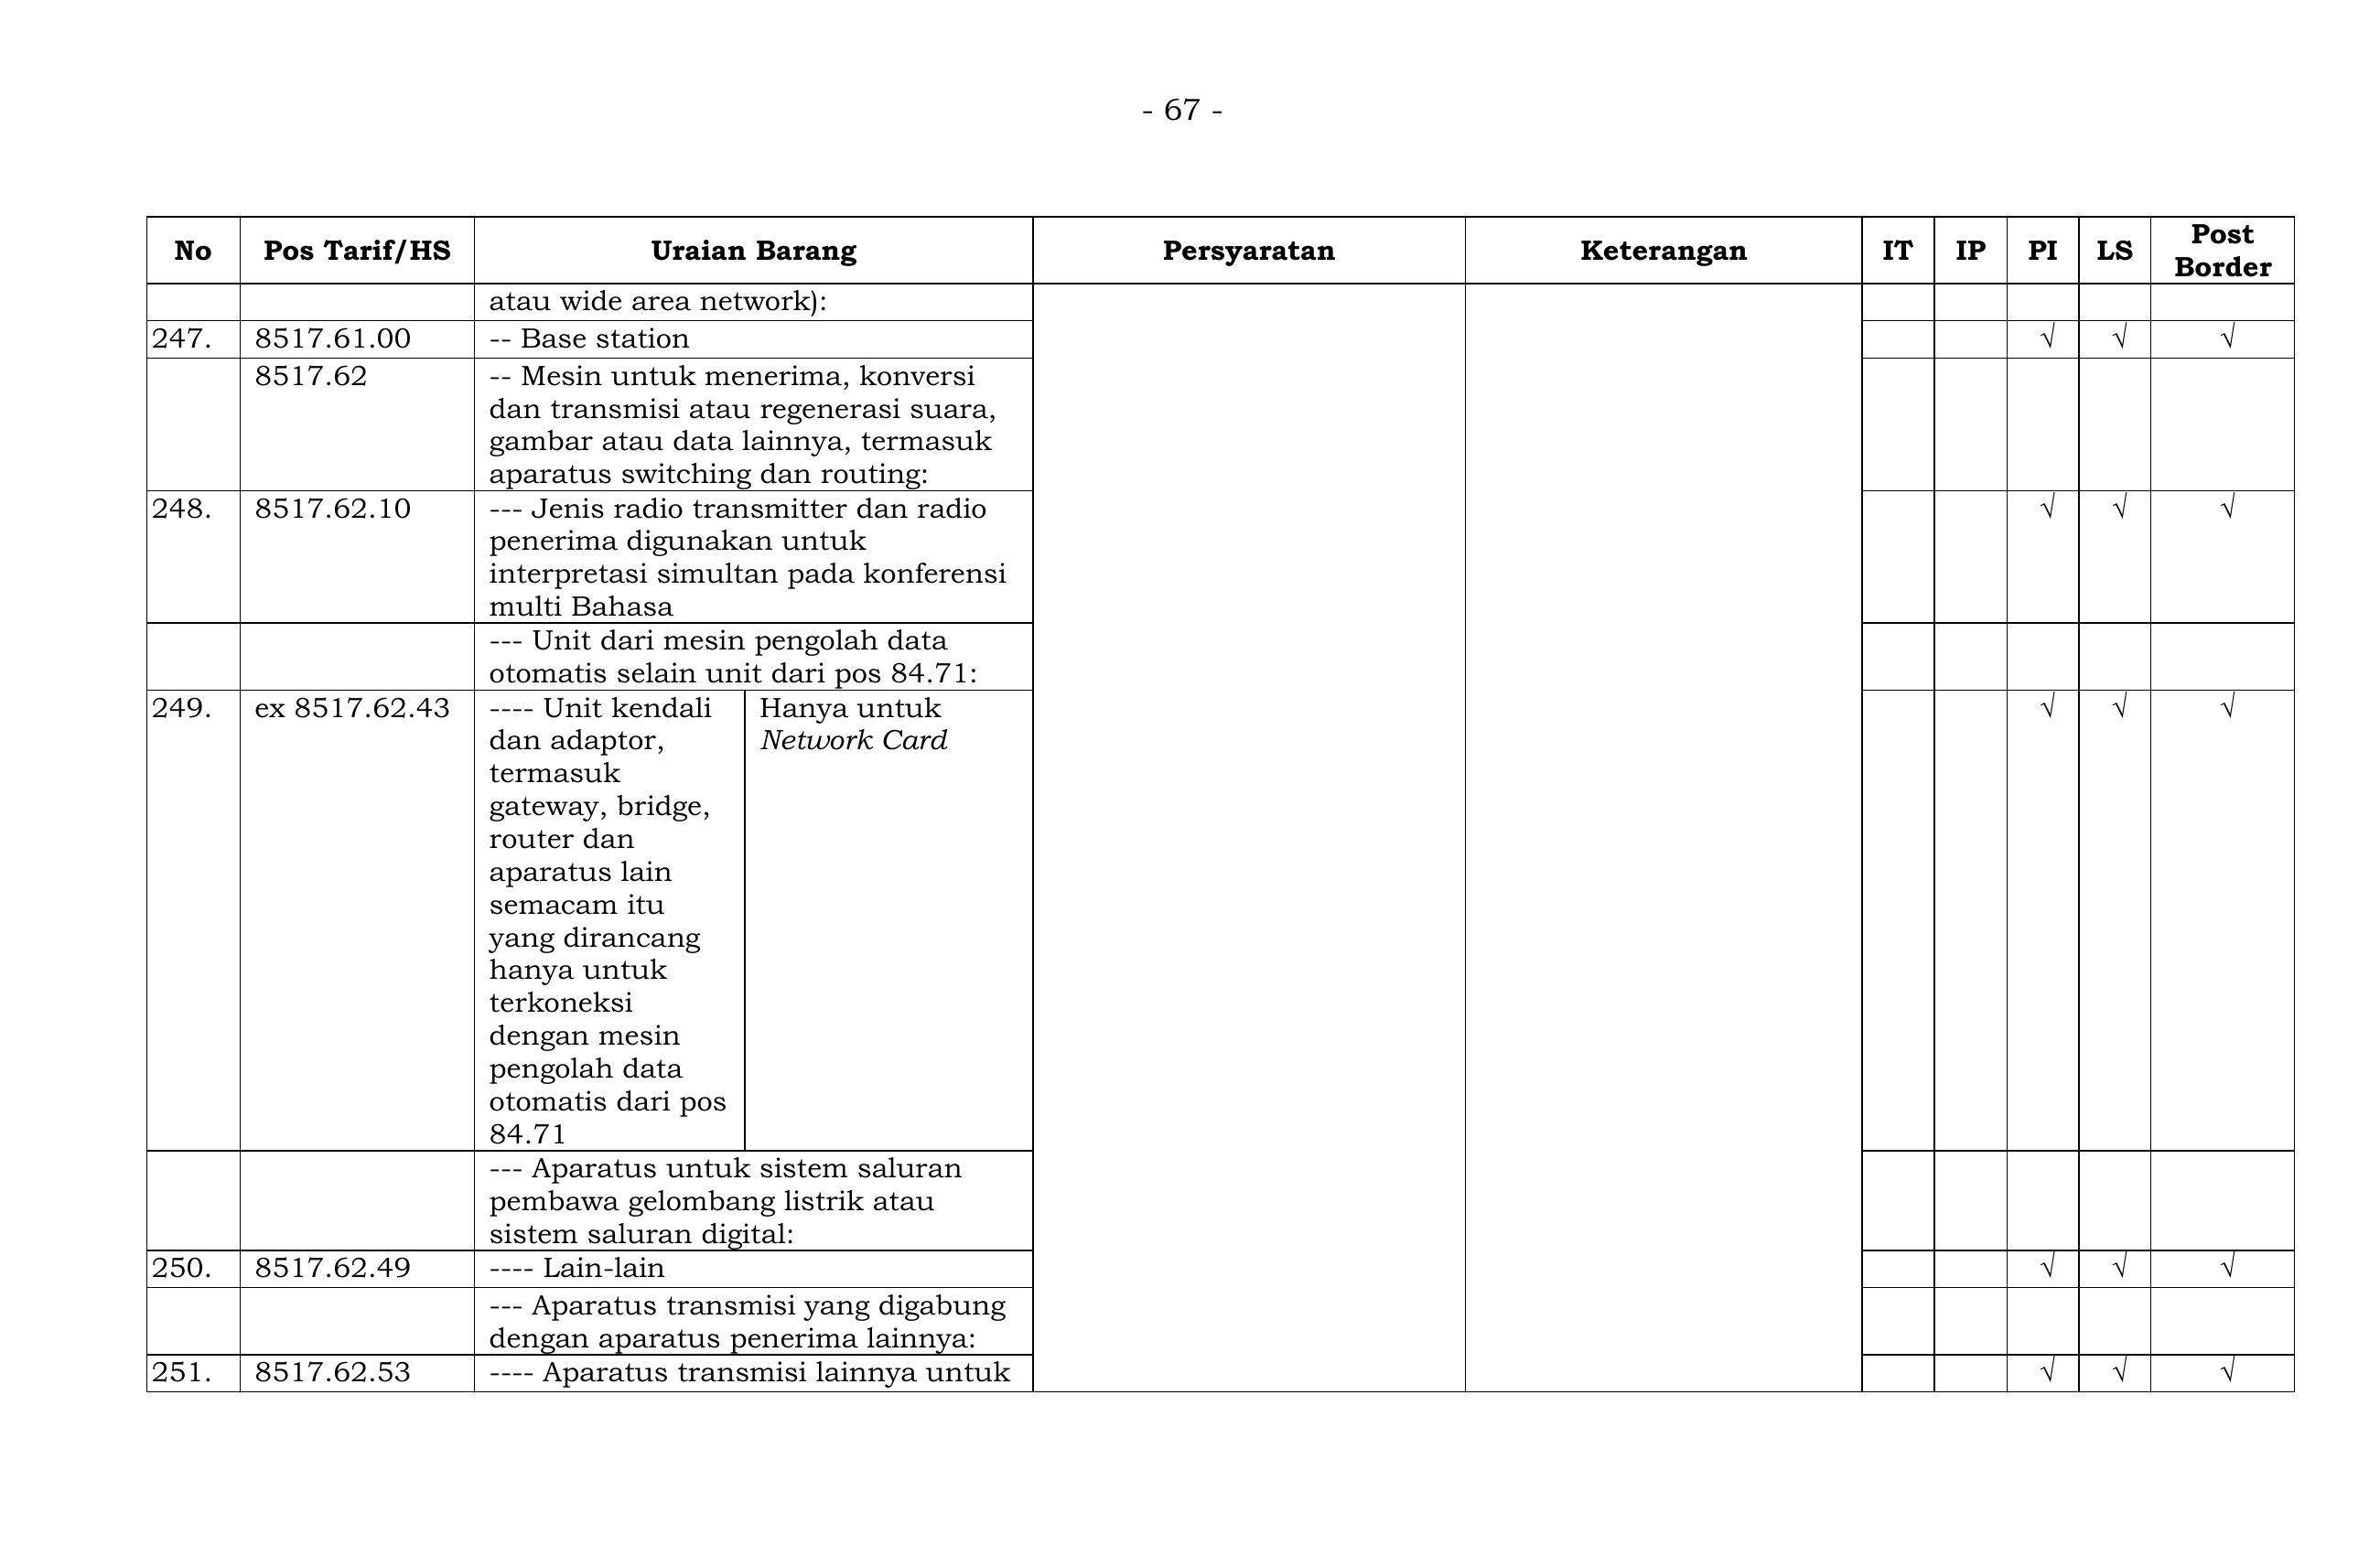 - 67 -
No Pos Tarif/HS Uraian Barang Persyaratan Keterangan IT IP PI LS Post Border
atau wide area network):
247. 8517.61.00 -- Base station √ √ √
8517.62 -- Mesin untuk menerima, konversi
dan transmisi atau regenerasi suara,
gambar atau data lainnya, termasuk
aparatus switching dan routing:
248. 8517.62.10 --- Jenis radio transmitter dan radio √ √ √
penerima digunakan untuk
interpretasi simultan pada konferensi
multi Bahasa
--- Unit dari mesin pengolah data
otomatis selain unit dari pos 84.71:
249. ex 8517.62.43 ---- Unit kendali Hanya untuk √ √ √
dan adaptor, Network Card
termasuk
gateway, bridge,
router dan
aparatus lain
semacam itu
yang dirancang
hanya untuk
terkoneksi
dengan mesin
pengolah data
otomatis dari pos
84.71
--- Aparatus untuk sistem saluran
pembawa gelombang listrik atau
sistem saluran digital:
250. 8517.62.49 ---- Lain-lain √ √ √
--- Aparatus transmisi yang digabung
dengan aparatus penerima lainnya:
251. 8517.62.53 ---- Aparatus transmisi lainnya untuk √ √ √